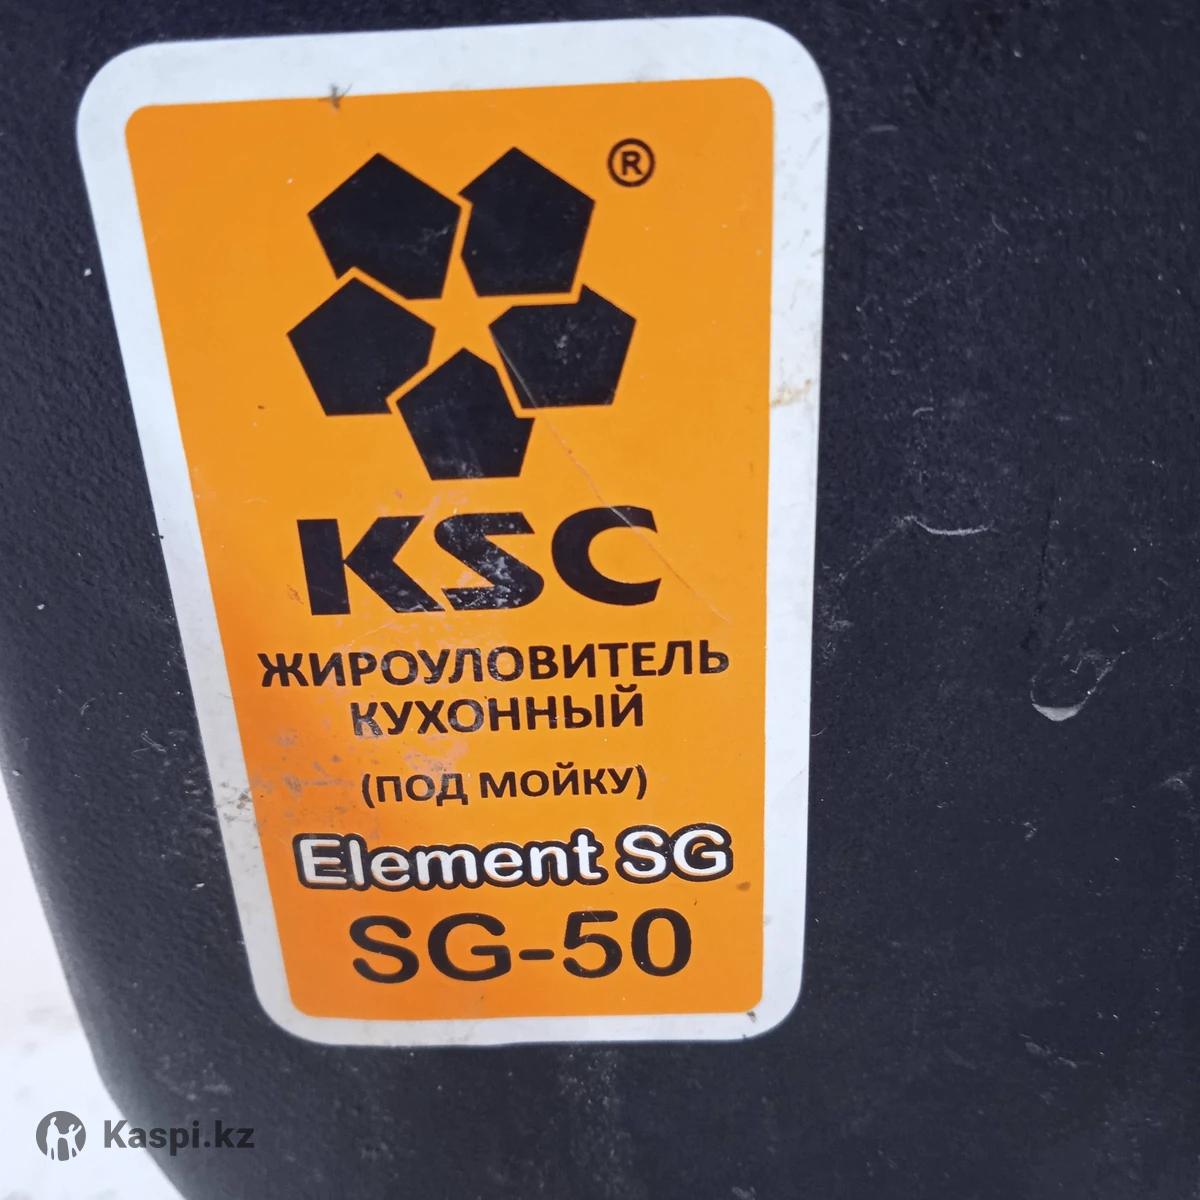 ®
KSC
ЖИРОУЛОВИТЕЛЬ
КУХОННЫЙ
(ПОД МОЙКУ)
Element SG
SG-50
Kaspi.kz